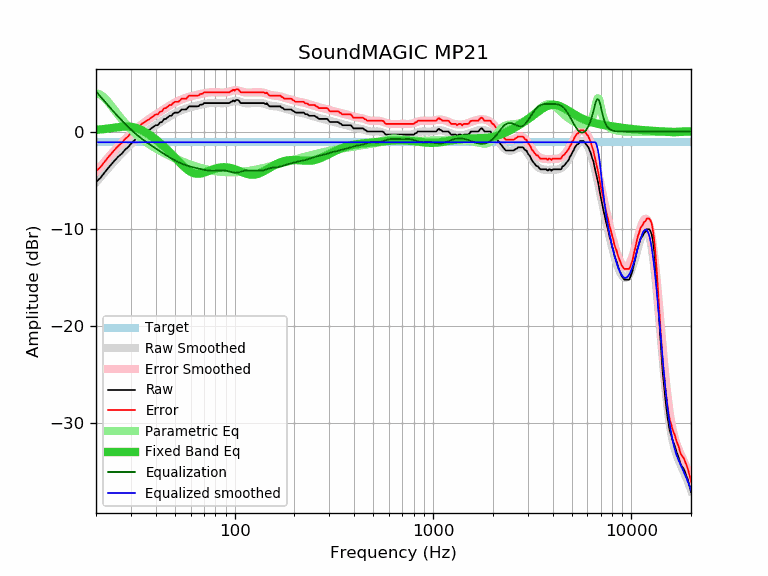 SoundMAGIC MP21
Amplitude (dBr)
0
−10
−20
−30
Target
Raw Smoothed
Error Smoothed
Raw
Error
Parametric Eq
Fixed Band Eq
Equalization
Equalized smoothed
100 1000 10000
Frequency (Hz)